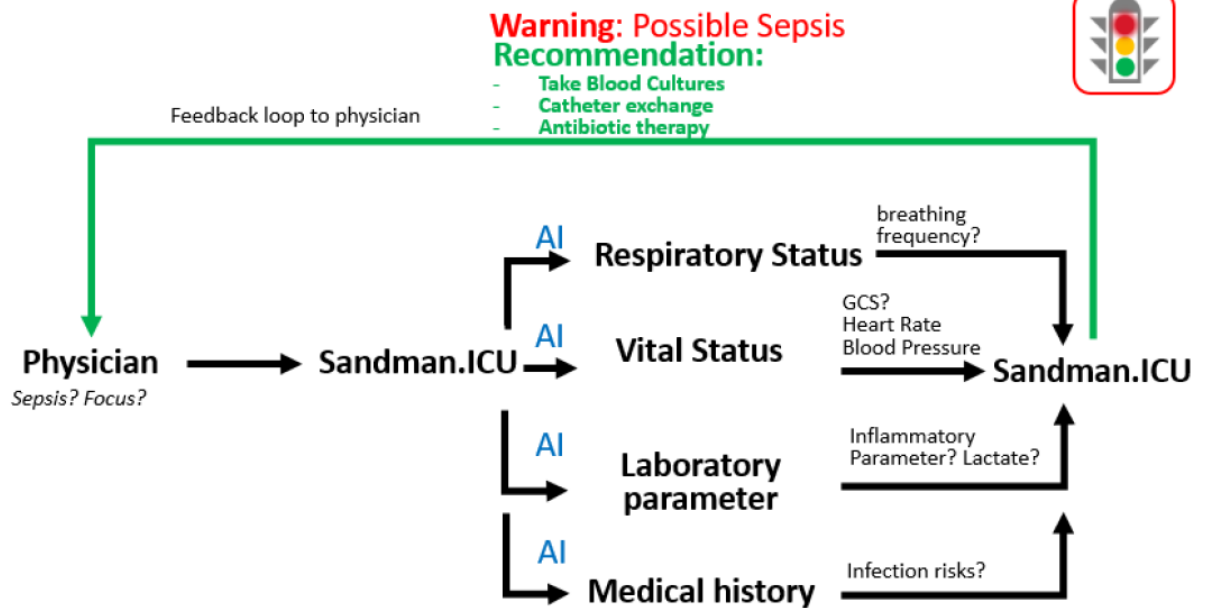 Warning: Possible Sepsis
Recommendation:
- Take Blood Cultures
- Catheter exchange
- Antibiotic therapy
Feedback loop to physician
breathing
frequency?
AI
Respiratory Status
GCS?
Heart Rate
Blood Pressure
AI
Vital Status
Physician
Sandman.ICU
Sandman.ICU
Sepsis? Focus?
Inflammatory
Parameter? Lactate?
AI
Laboratory
parameter
AI
Infection risks?
Medical history